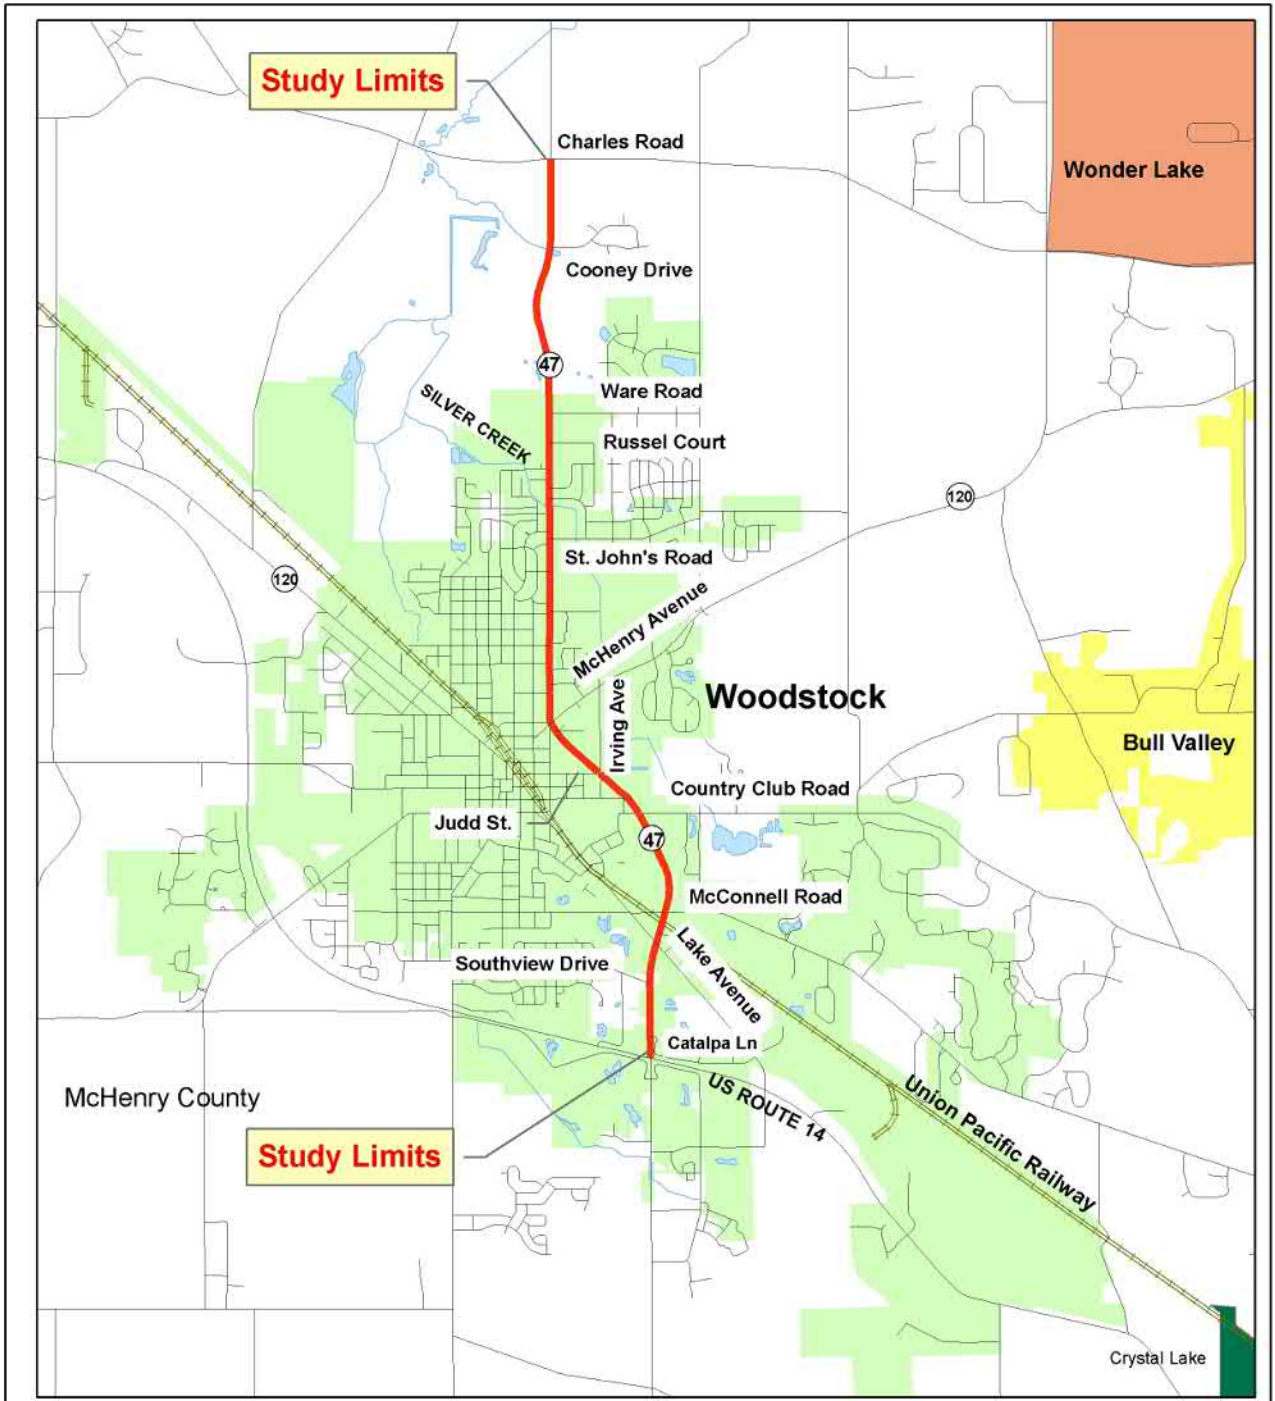 Study Limits
Charles Road
Wonder Lake
Cooney Drive
47
Ware Road
SILVER CREEK
Russel Court
120
St. John's Road
120
McHenry Avenue
Irving Ave
Woodstock
Bull Valley
Country Club Road
Judd St.
47
McConnell Road
Lake Avenue
Southview Drive
Catalpa Ln
US ROUTE 14
Union Pacific Railway
McHenry County
Study Limits
Crystal Lake